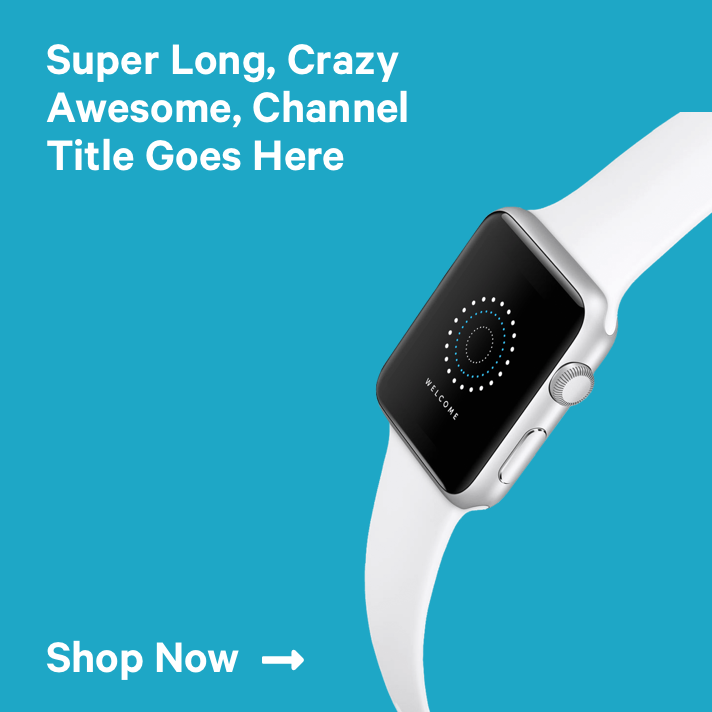 Super Long, Crazy
Awesome, Channel
Title Goes Here
WELCOME
Shop Now